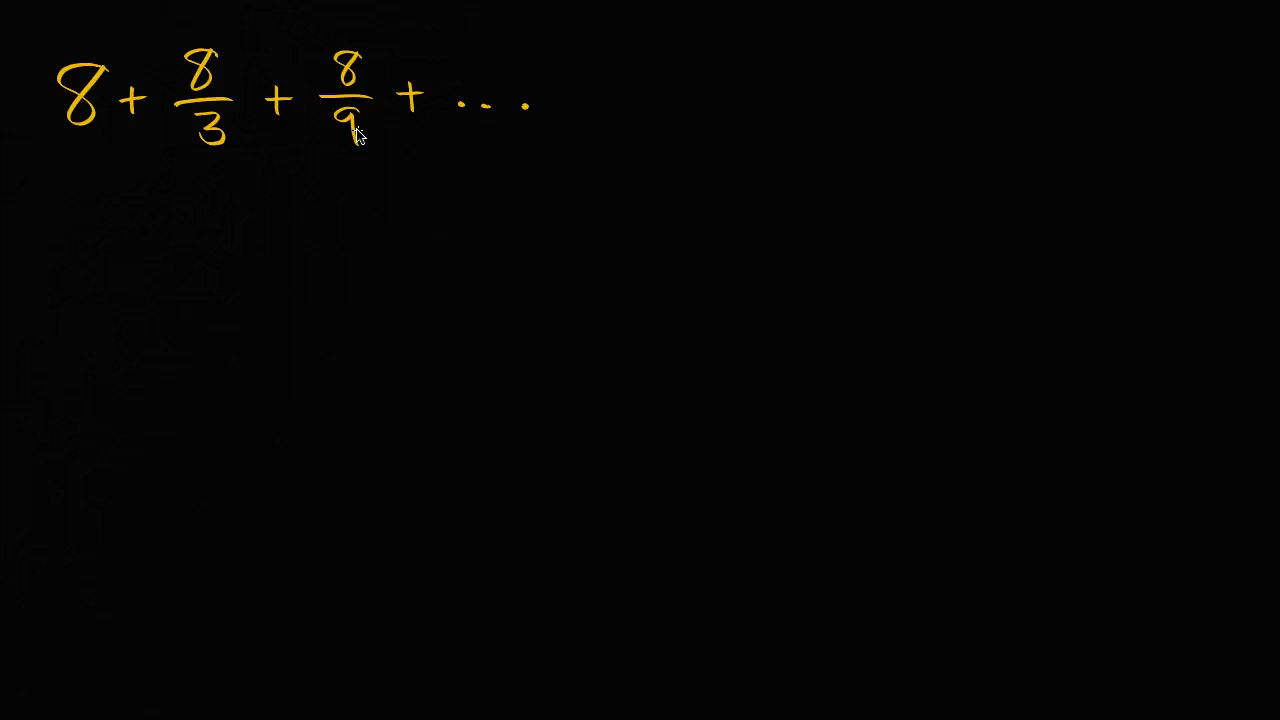 8 + 8/3 + 8/9 + ...